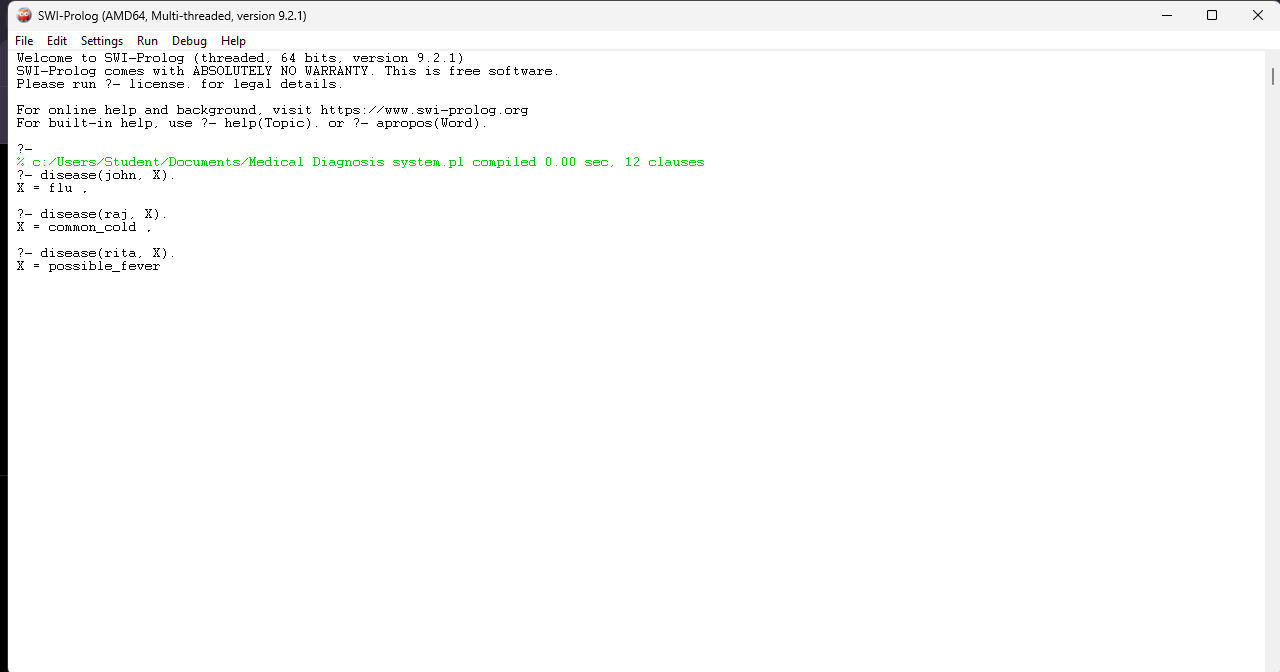 SWI-Prolog (AMD64, Multi-threaded, version 9.2.1)
File Edit Settings Run Debug Help
Welcome to SWI-Prolog (threaded, 64 bits, version 9.2.1)
SWI-Prolog comes with ABSOLUTELY NO WARRANTY. This is free software.
Please run ?- license. for legal details.
For online help and background, visit https://www.swi-prolog.org
For built-in help, use ?- help(Topic). or ?- apropos(Word).
?-
% c:/Users/Student/Documents/Medical Diagnosis system.pl compiled 0.00 sec, 12 clauses
?- disease(john, X).
X = flu .
?- disease(raj, X).
X = common_cold .
?- disease(rita, X).
X = possible_fever